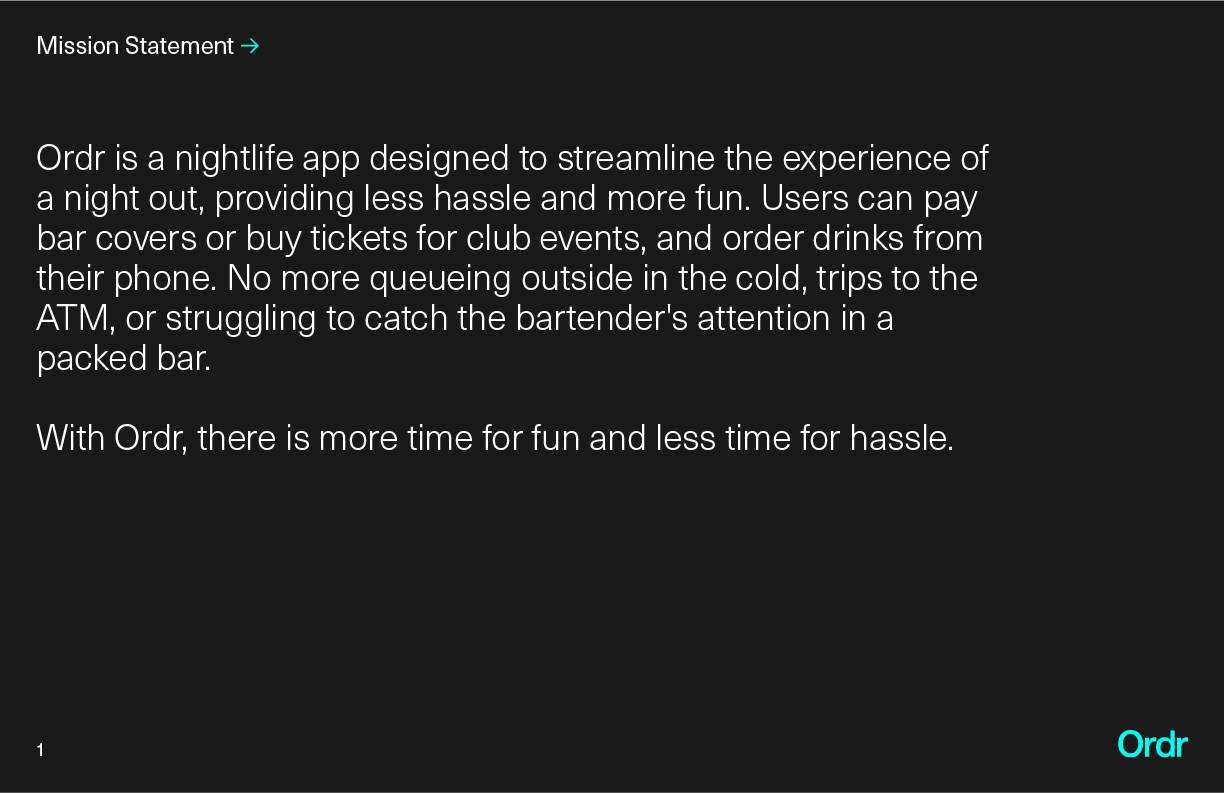 Mission Statement →
Ordr is a nightlife app designed to streamline the experience of
a night out, providing less hassle and more fun. Users can pay
bar covers or buy tickets for club events, and order drinks from
their phone. No more queueing outside in the cold, trips to the
ATM, or struggling to catch the bartender's attention in a
packed bar.
With Ordr, there is more time for fun and less time for hassle.
1
Ordr